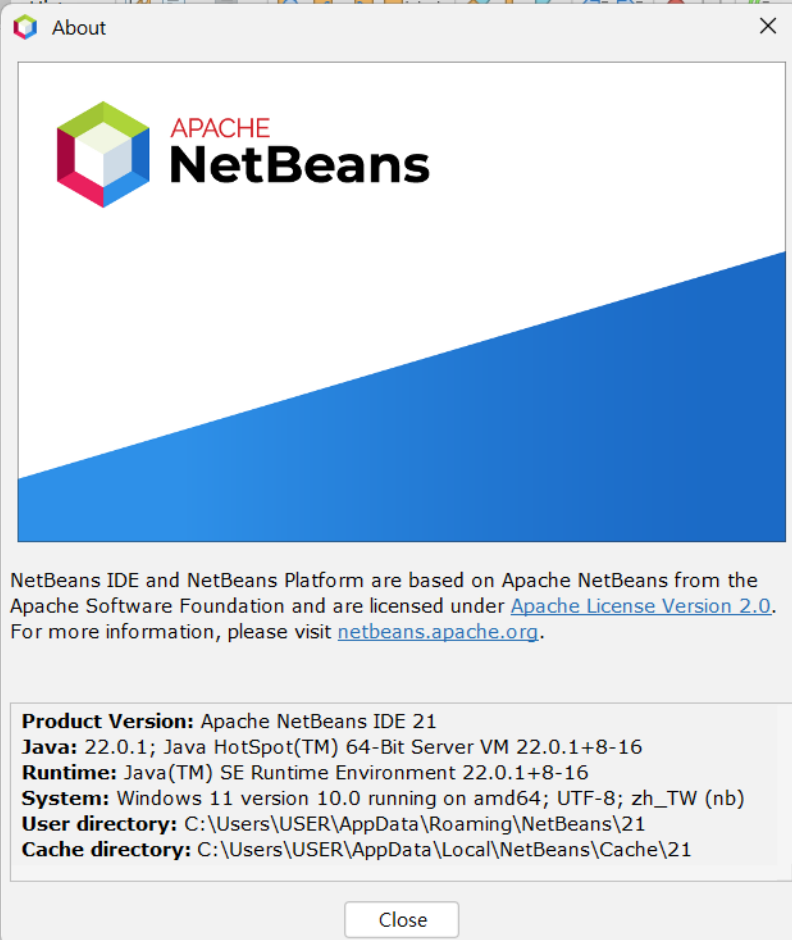 About
APACHE
NetBeans
NetBeans IDE and NetBeans Platform are based on Apache NetBeans from the
Apache Software Foundation and are licensed under Apache License Version 2.0.
For more information, please visit netbeans.apache.org.
Product Version: Apache NetBeans IDE 21
Java: 22.0.1; Java HotSpot(TM) 64-Bit Server VM 22.0.1+8-16
Runtime: Java(TM) SE Runtime Environment 22.0.1+8-16
System: Windows 11 version 10.0 running on amd64; UTF-8; zh_TW (nb)
User directory: C:\Users\USER\AppData\Roaming\NetBeans\21
Cache directory: C:\Users\USER\AppData\Local\NetBeans\Cache\21
Close